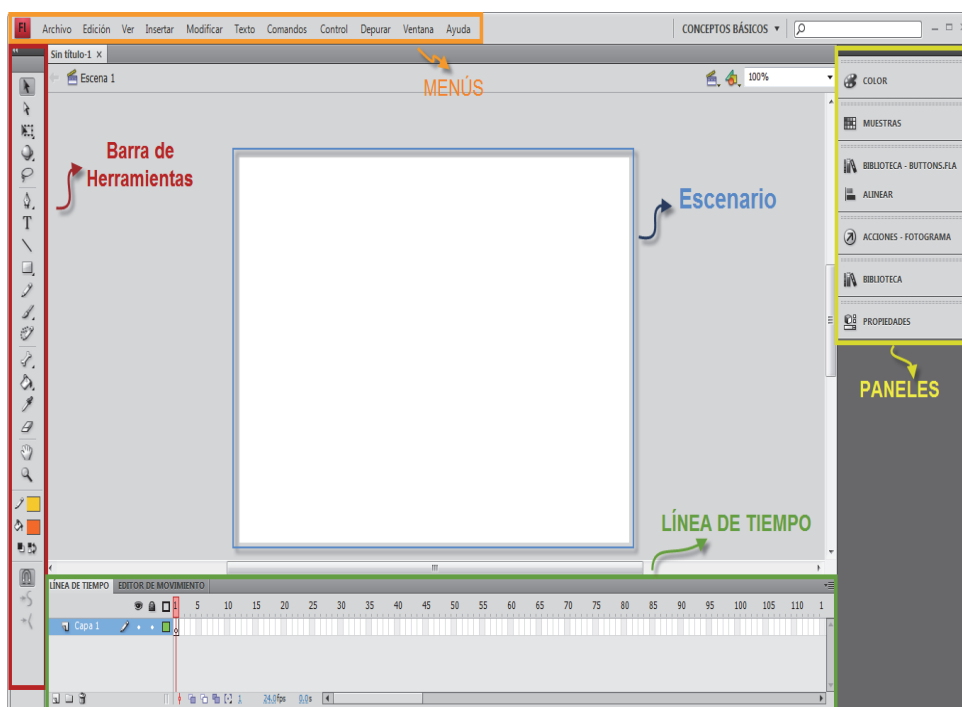 Fl Archivo Edición Ver Insertar Modificar Texto Comandos Control Depurar Ventana Ayuda CONCEPTOS BÁSICOS
Sin título-1 ×
Escena 1 100%
MENÚS
COLOR
MUESTRAS
BIBLIOTECA - BUTTONS.FLA
ALINEAR
ACCIONES - FOTOGRAMA
BIBLIOTECA
PROPIEDADES
PANELES
Barra de
Herramientas
Escenario
T
LÍNEA DE TIEMPO
LÍNEA DE TIEMPO EDITOR DE MOVIMIENTO
1 5 10 15 20 25 30 35 40 45 50 55 60 65 70 75 80 85 90 95 100 105 110 1
Capa 1
1 24.0fps 0.0s